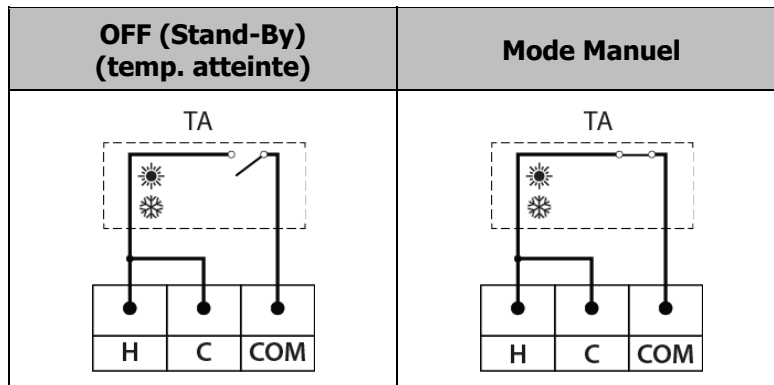 OFF (Stand-By)
(temp. atteinte)
Mode Manuel
TA
H C COM
TA
H C COM